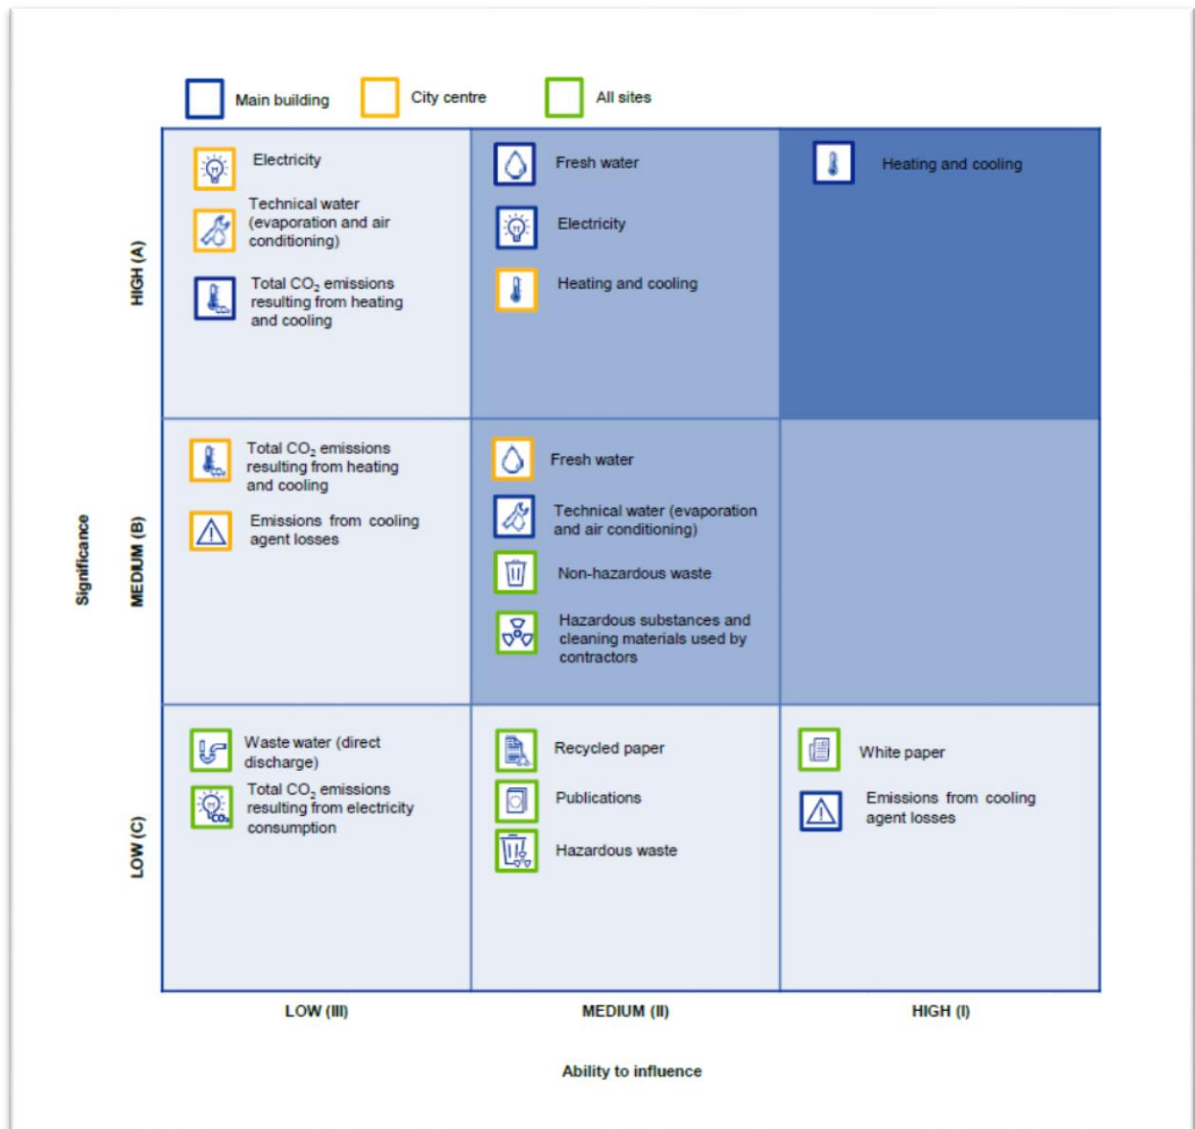 Main building
City centre
All sites
Electricity
Technical water
(evaporation and air
conditioning)
Total CO₂ emissions
resulting from heating
and cooling
Fresh water
Electricity
Heating and cooling
Heating and cooling
HIGH (A)
Total CO₂ emissions
resulting from heating
and cooling
Emissions from cooling
agent losses
Fresh water
Technical water (evaporation
and air conditioning)
Non-hazardous waste
Hazardous substances and
cleaning materials used by
contractors
Significance
MEDIUM (B)
Waste water (direct
discharge)
Total CO₂ emissions
resulting from electricity
consumption
Recycled paper
Publications
Hazardous waste
White paper
Emissions from cooling
agent losses
LOW (C)
LOW (III)
MEDIUM (II)
HIGH (I)
Ability to influence